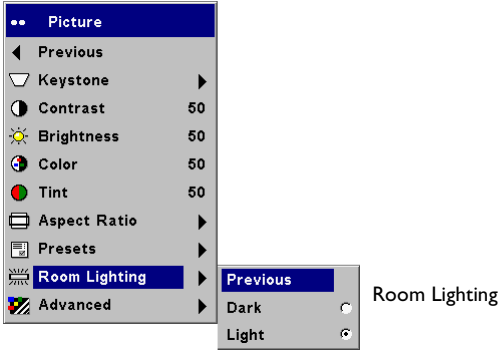 Picture
Previous
Keystone
Contrast 50
Brightness 50
Color 50
Tint 50
Aspect Ratio
Presets
Room Lighting
Advanced
Previous
Dark
Light
Room Lighting